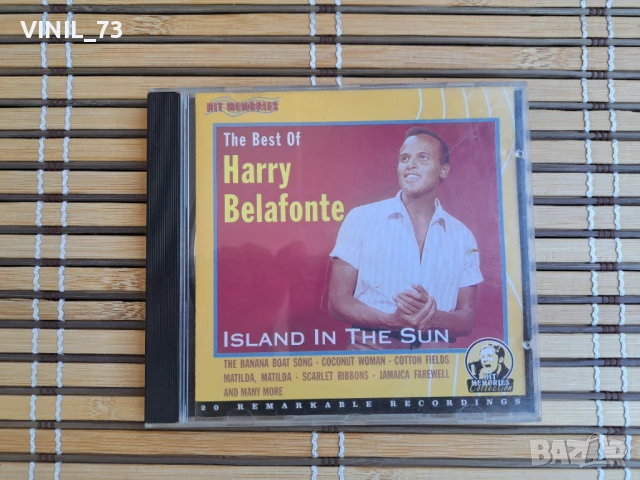 VINIL_73
HIT MEMORIES
The Best Of
Harry
Belafonte
ISLAND IN THE SUN
THE BANANA BOAT SONG - COCONUT WOMAN - COTTON FIELDS
MATILDA, MATILDA - SCARLET RIBBONS - JAMAICA FAREWELL
AND MANY MORE
HIT
MEMORIES
Collection
20 REMARKABLE RECORDINGS
BAZAR